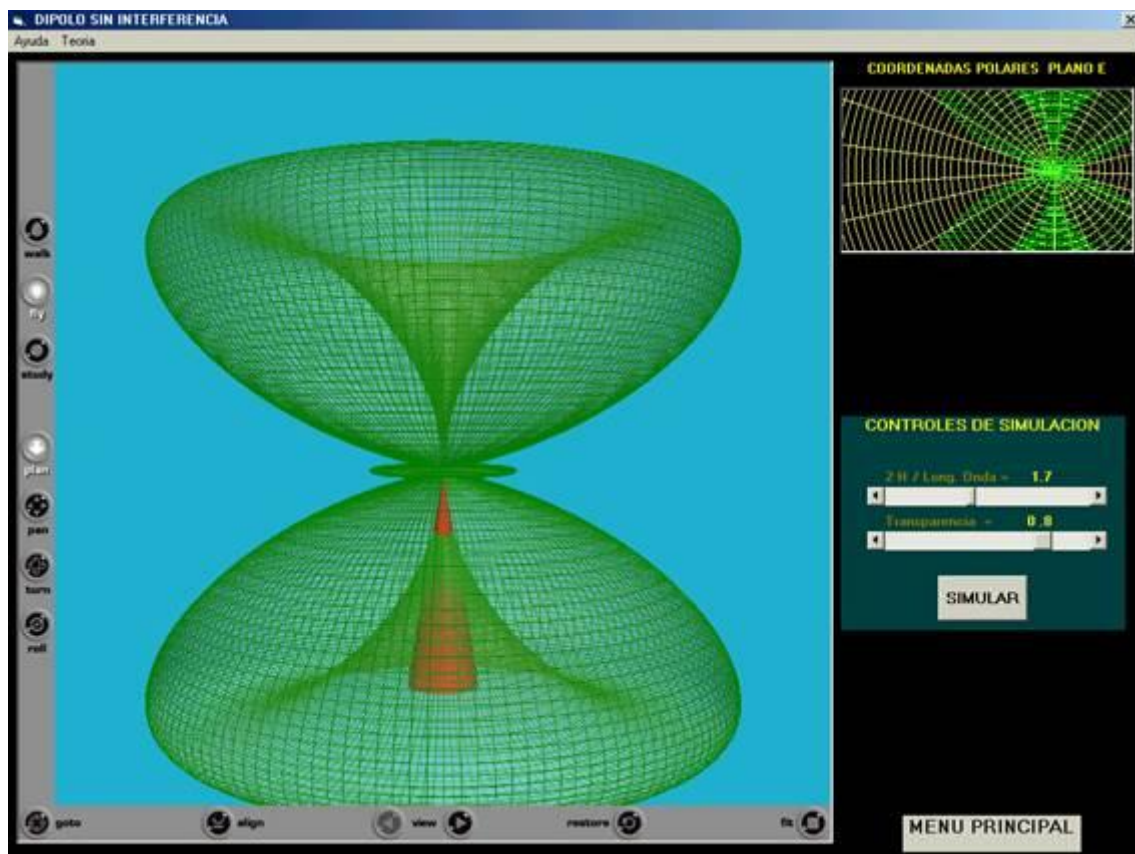 DIPOLO SIN INTERFERENCIA
Ayuda Teoria
COORDENADAS POLARES PLANO E
walk
fly
study
plan
pan
turn
roll
CONTROLES DE SIMULACION
2 H / Long. Onda = 1.7
Transparencia = 0.8
SIMULAR
goto align view restore fit
MENU PRINCIPAL